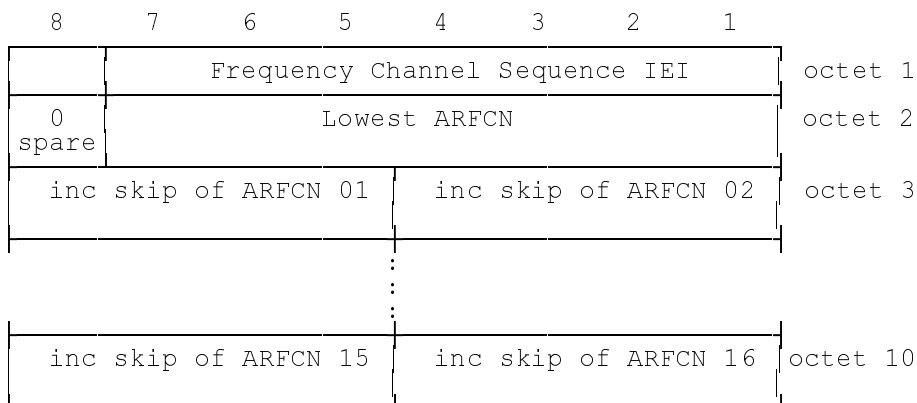 8 7 6 5 4 3 2 1
Frequency Channel Sequence IEI octet 1
0 Lowest ARFCN octet 2
spare
inc skip of ARFCN 01 inc skip of ARFCN 02 octet 3
inc skip of ARFCN 15 inc skip of ARFCN 16 octet 10